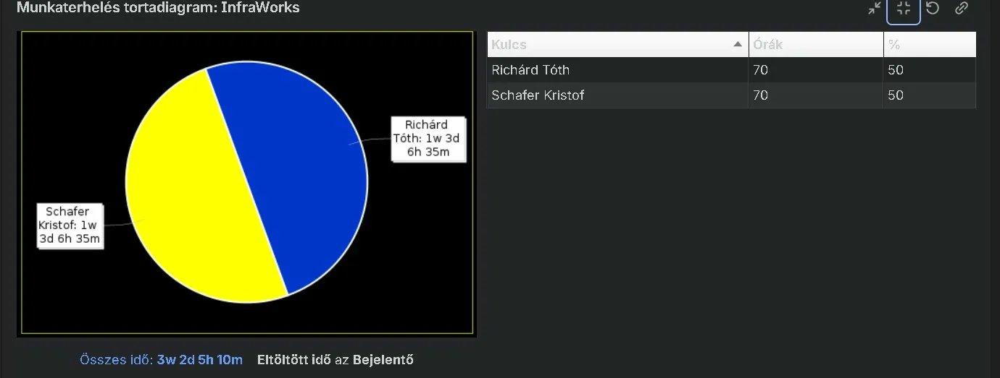 Munkaterhelés tortadiagram: InfraWorks
Richárd
Tóth: 1w 3d
6h 35m
Schafer
Kristof: 1w
3d 6h 35m
Kulcs Órák %
Richárd Tóth 70 50
Schafer Kristof 70 50
Összes idő: 3w 2d 5h 10m Eltöltött idő az Bejelentő